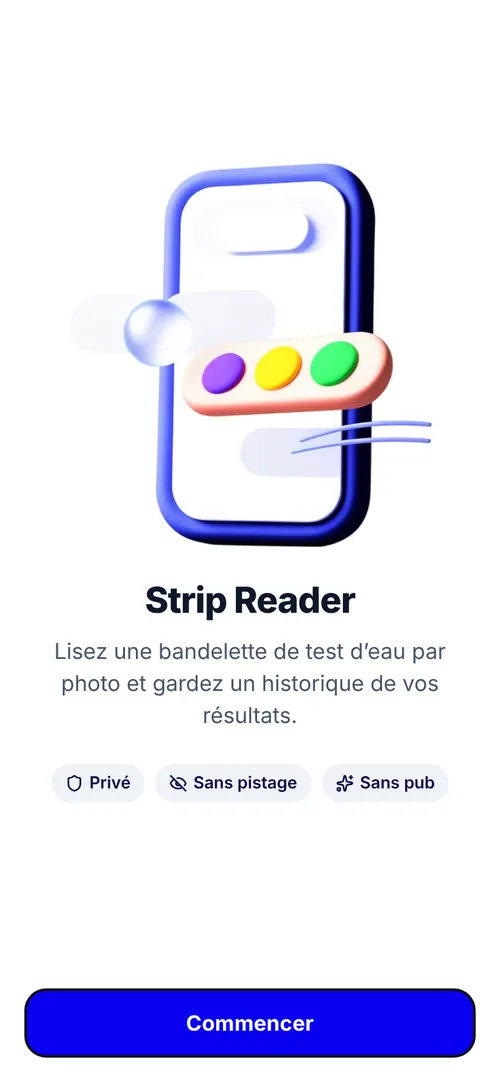 Strip Reader
Lisez une bandelette de test d’eau par
photo et gardez un historique de vos
résultats.
Privé
Sans pistage
Sans pub
Commencer